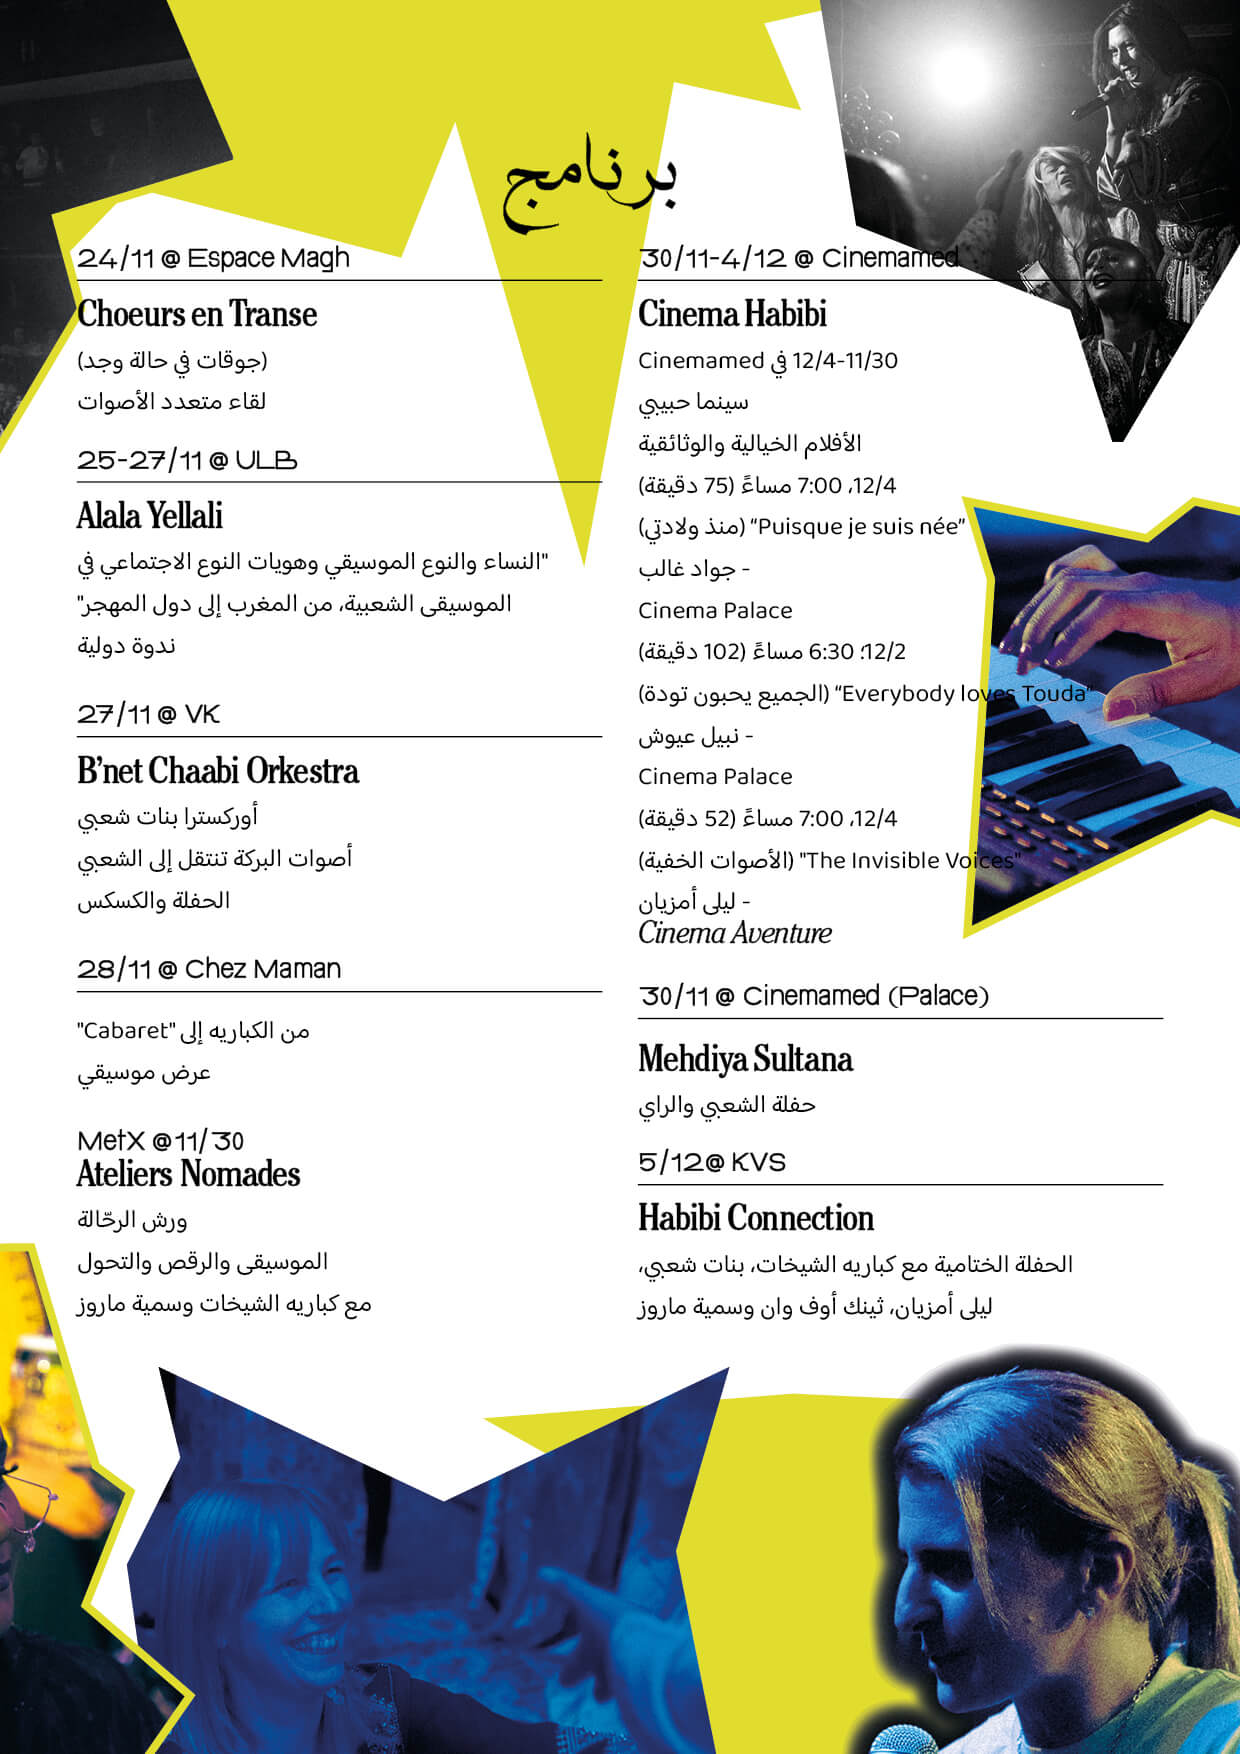 برنامج
24/11 @ Espace Magh
Choeurs en Transe
(جوقات في حالة وجد)
لقاء متعدد الأصوات
25-27/11 @ ULB
Alala Yellali
"النساء والنوع الموسيقي وهويات النوع الاجتماعي في
الموسيقى الشعبية، من المغرب إلى دول المهجر"
ندوة دولية
27/11 @ VK
B'net Chaabi Orkestra
أوركسترا بنات شعبي
أصوات البركة تنتقل إلى الشعبي
الحفلة والكسكس
28/11 @ Chez Maman
من الكباريه إلى "Cabaret"
عرض موسيقي
MetX @11/30
Ateliers Nomades
ورش الرحّالة
الموسيقى والرقص والتحول
مع كباريه الشيخات وسمية ماروز
30/11-4/12 @ Cinemamed
Cinema Habibi
12/4-11/30 في Cinemamed
سينما حبيبي
الأفلام الخيالية والوثائقية
12/4، 7:00 مساءً (75 دقيقة)
“Puisque je suis née” (منذ ولادتي)
- جواد غالب
Cinema Palace
12/2؛ 6:30 مساءً (102 دقيقة)
“Everybody loves Touda” (الجميع يحبون تودة)
- نبيل عيوش
Cinema Palace
12/4، 7:00 مساءً (52 دقيقة)
"The Invisible Voices" (الأصوات الخفية)
- ليلى أمزيان
Cinema Aventure
30/11 @ Cinemamed (Palace)
Mehdiya Sultana
حفلة الشعبي والراي
5/12@ KVS
Habibi Connection
الحفلة الختامية مع كباريه الشيخات، بنات شعبي،
ليلى أمزيان، ثينك أوف وان وسمية ماروز